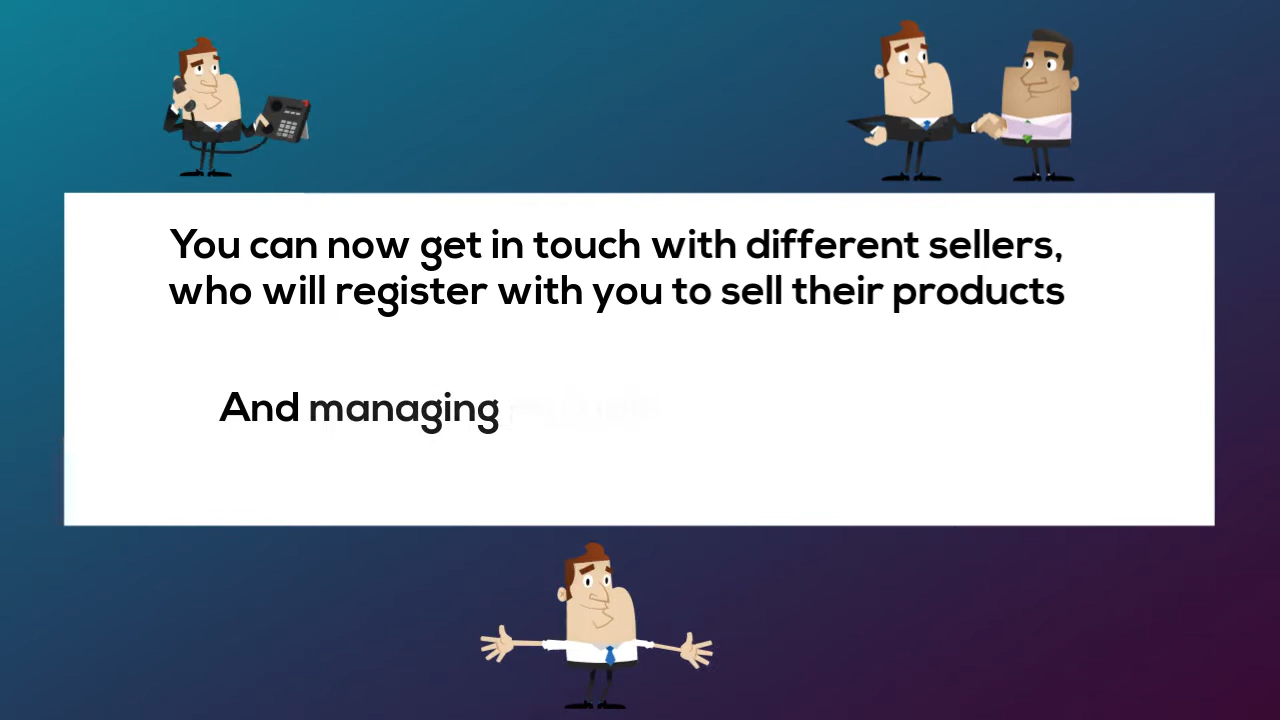 You can now get in touch with different sellers,
who will register with you to sell their products
And managing